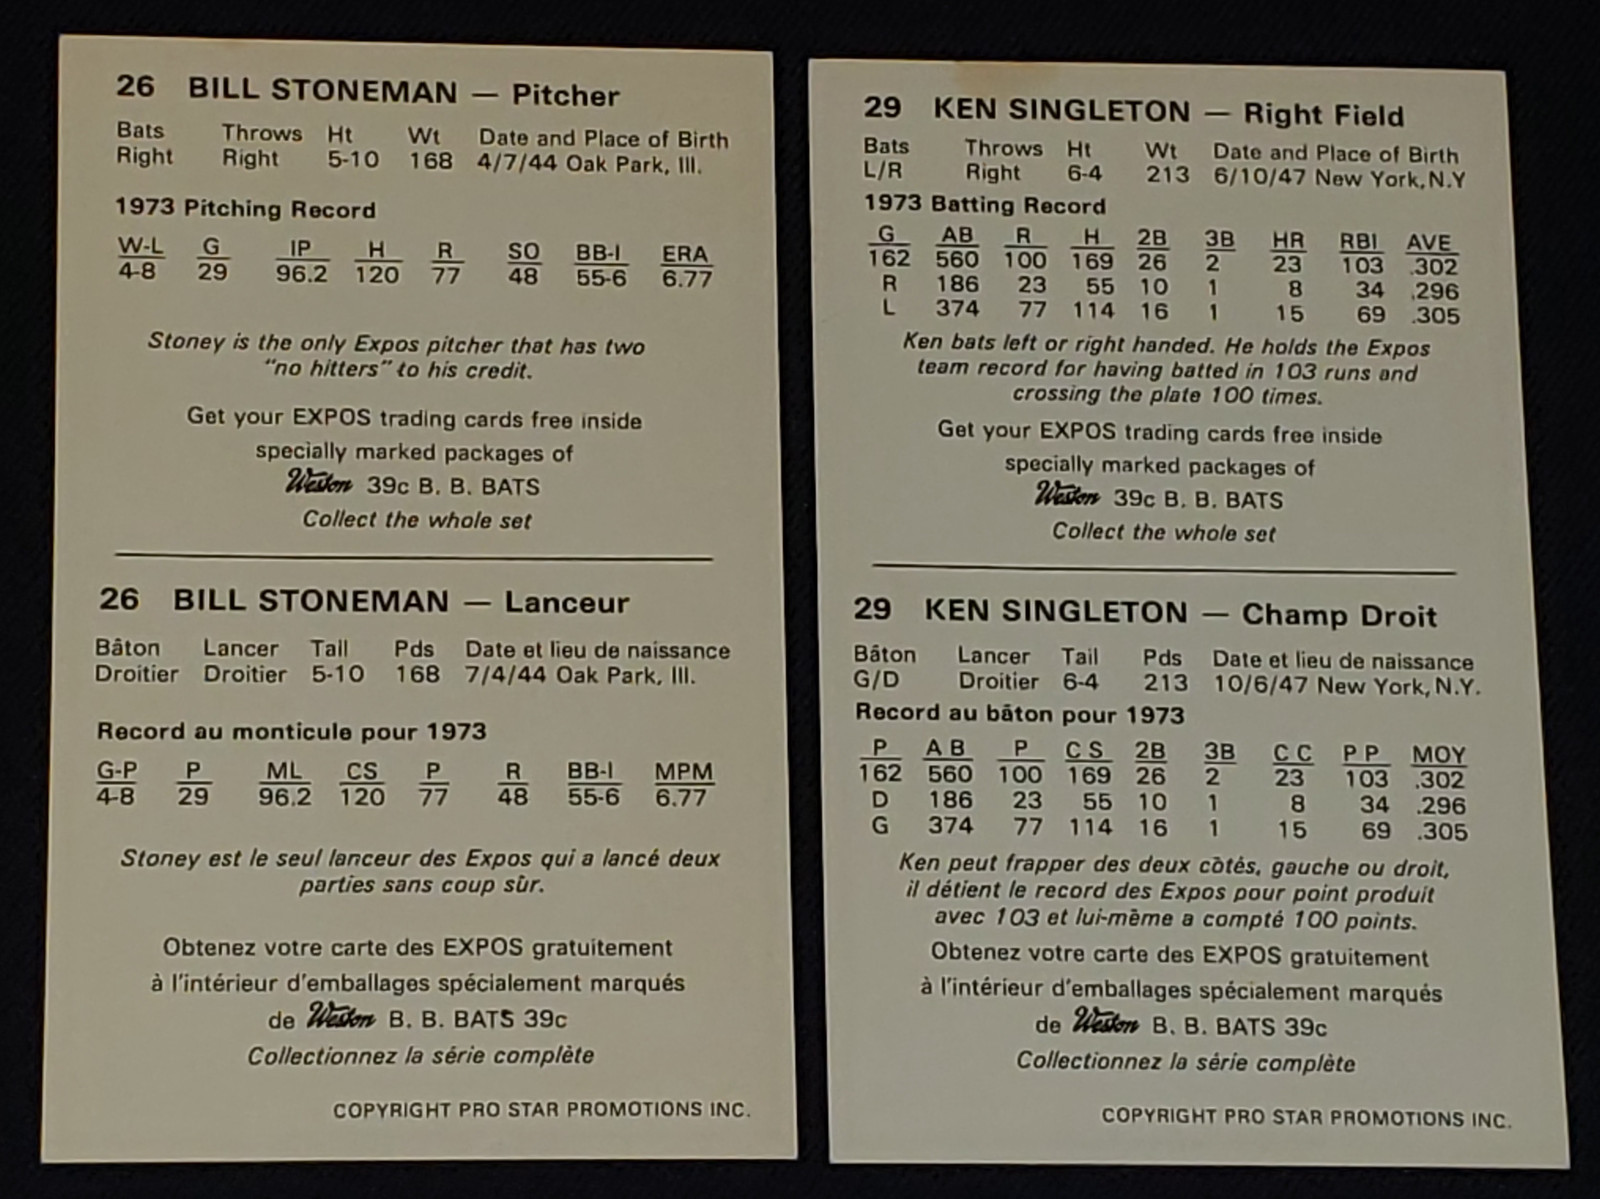 26 BILL STONEMAN — Pitcher
Bats Throws Ht Wt Date and Place of Birth
Right Right 5-10 168 4/7/44 Oak Park, Ill.
1973 Pitching Record
W-L G IP H R SO BB-I ERA
4-8 29 96.2 120 77 48 55-6 6.77
Stoney is the only Expos pitcher that has two
"no hitters" to his credit.
Get your EXPOS trading cards free inside
specially marked packages of
Weston 39c B. B. BATS
Collect the whole set
26 BILL STONEMAN — Lanceur
Bâton Lancer Tail Pds Date et lieu de naissance
Droitier Droitier 5-10 168 7/4/44 Oak Park, Ill.
Record au monticule pour 1973
G-P P ML CS P R BB-I MPM
4-8 29 96.2 120 77 48 55-6 6.77
Stoney est le seul lanceur des Expos qui a lancé deux
parties sans coup sûr.
Obtenez votre carte des EXPOS gratuitement
à l'intérieur d'emballages spécialement marqués
de Weston B. B. BATS 39c
Collectionnez la série complète
COPYRIGHT PRO STAR PROMOTIONS INC.
29 KEN SINGLETON — Right Field
Bats Throws Ht Wt Date and Place of Birth
L/R Right 6-4 213 6/10/47 New York, N.Y
1973 Batting Record
G AB R H 2B 3B HR RBI AVE
162 560 100 169 26 2 23 103 .302
R 186 23 55 10 1 8 34 .296
L 374 77 114 16 1 15 69 .305
Ken bats left or right handed. He holds the Expos
team record for having batted in 103 runs and
crossing the plate 100 times.
Get your EXPOS trading cards free inside
specially marked packages of
Weston 39c B. B. BATS
Collect the whole set
29 KEN SINGLETON — Champ Droit
Bâton Lancer Tail Pds Date et lieu de naissance
G/D Droitier 6-4 213 10/6/47 New York, N.Y.
Record au bâton pour 1973
P AB P CS 2B 3B CC PP MOY
162 560 100 169 26 2 23 103 .302
D 186 23 55 10 1 8 34 .296
G 374 77 114 16 1 15 69 .305
Ken peut frapper des deux côtés, gauche ou droit,
il détient le record des Expos pour point produit
avec 103 et lui-même a compté 100 points.
Obtenez votre carte des EXPOS gratuitement
à l'intérieur d'emballages spécialement marqués
de Weston B. B. BATS 39c
Collectionnez la série complète
COPYRIGHT PRO STAR PROMOTIONS INC.